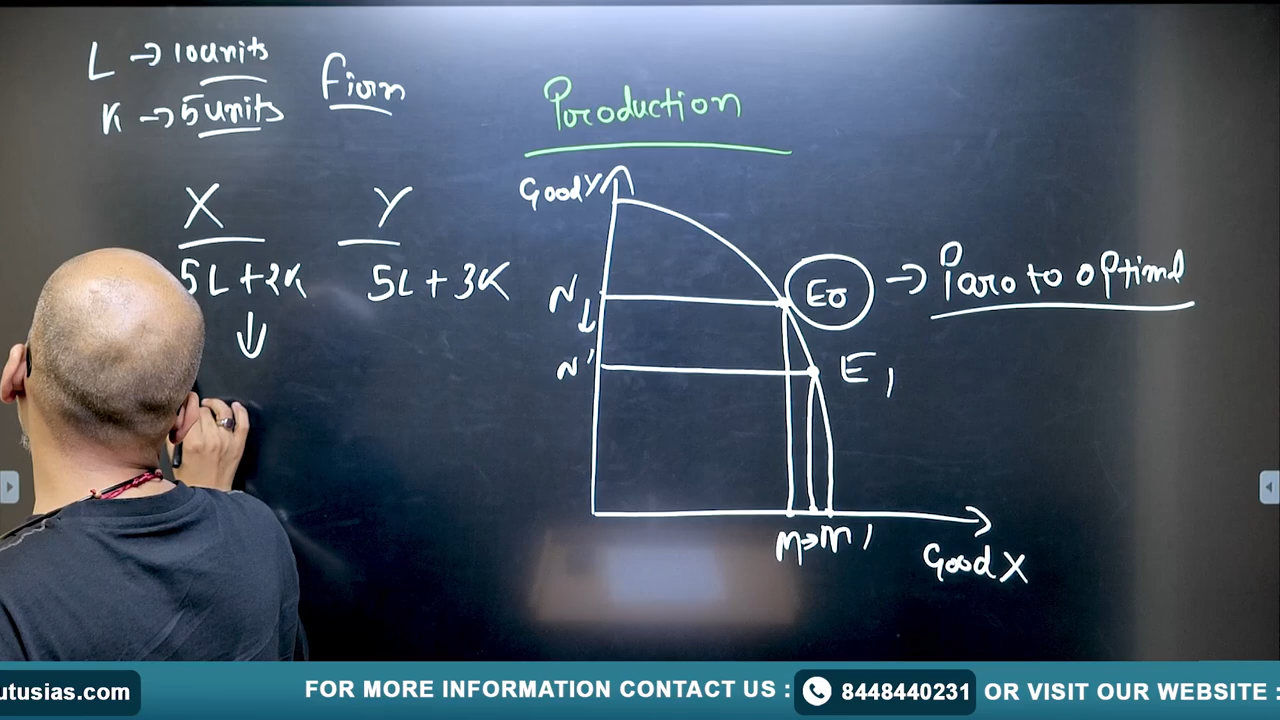 L → 10 units
K → 5 units
Firm
Production
X Y
5L + 2K 5L + 3K
Good Y
N
N'
E0 → Pareto optimal
E1
M → M'
Good X
utusias.com FOR MORE INFORMATION CONTACT US : 8448440231 OR VISIT OUR WEBSITE :